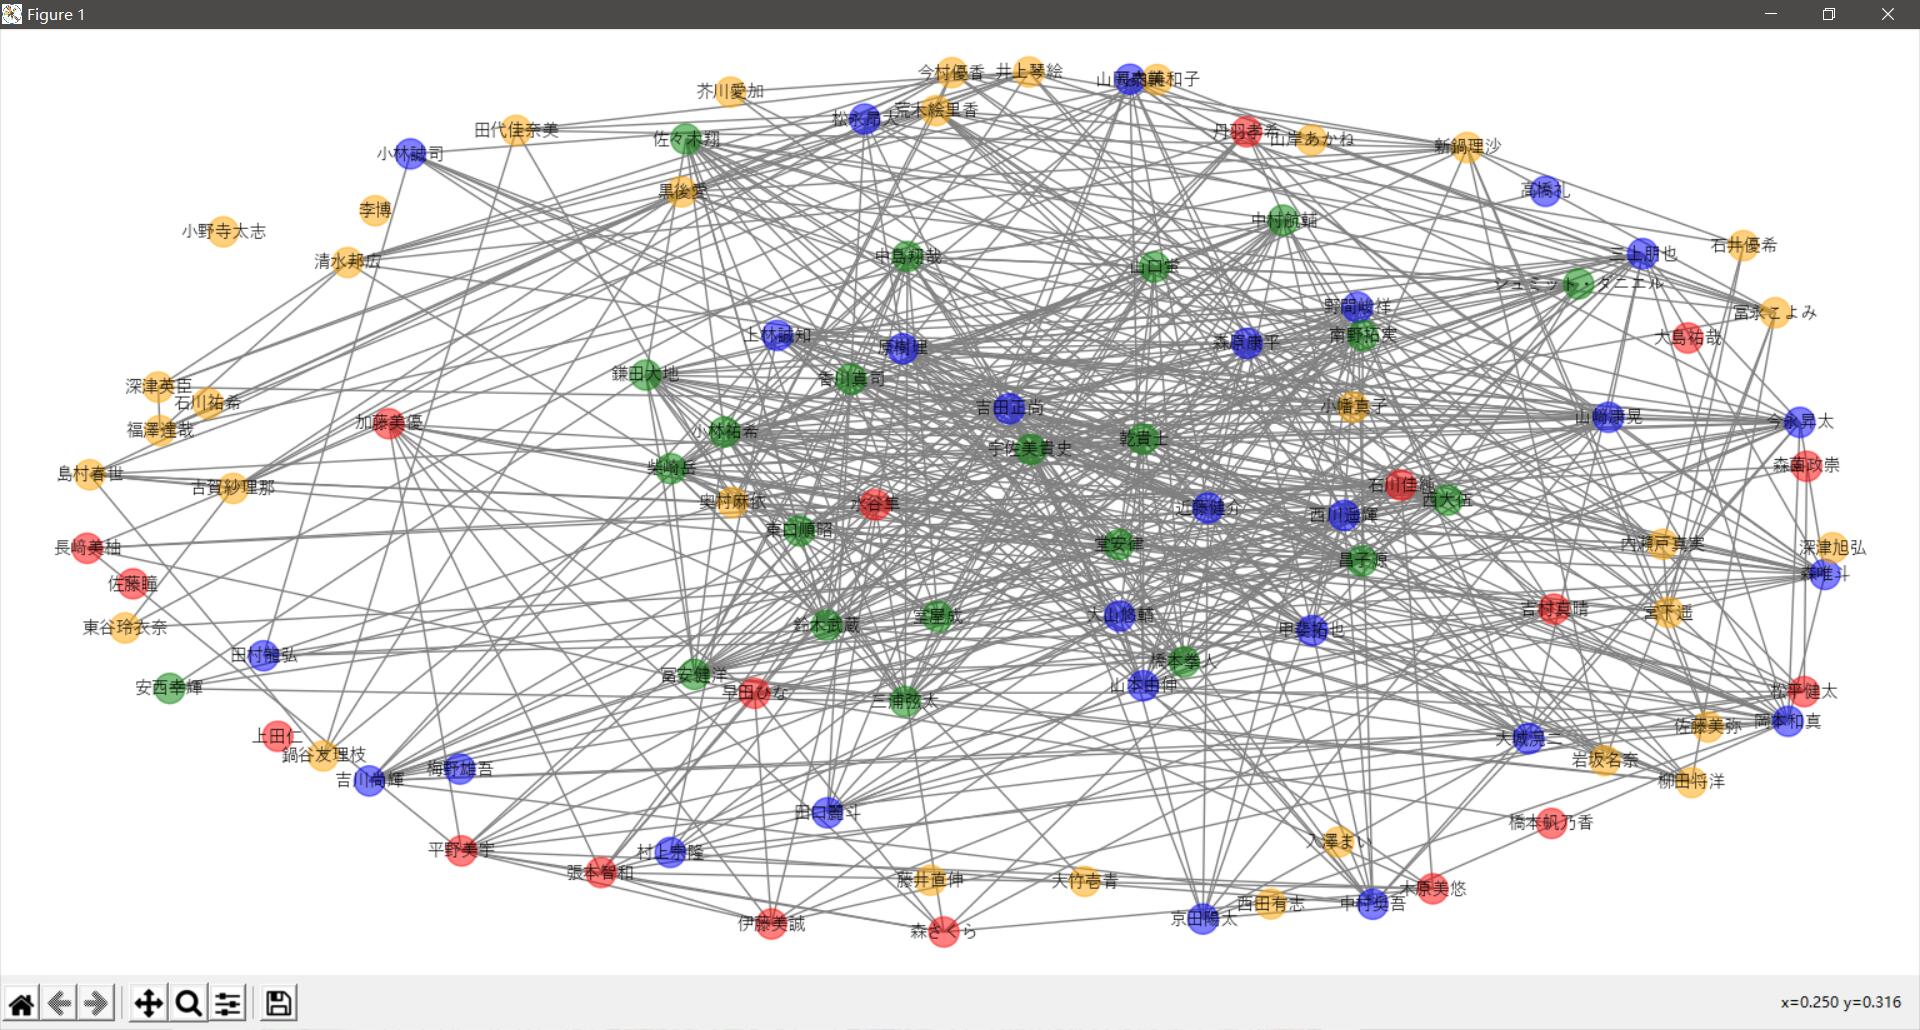 Figure 1
今村優香
井上琴絵
芥川愛加
荒木絵里香
松永昂大
田代佳奈美
佐々木翔
丹羽孝希
山岸あかね
新鍋理沙
小林誠司
黒後愛
高橋礼
李博
中村航輔
小野寺太志
石井優希
清水邦広
中島翔哉
山口蛍
三上朋也
シュミット・ダニエル
野間峻祥
冨永こよみ
上林誠知
原樹理
森原康平
南野拓実
大島祐哉
鎌田大地
香川真司
深津英臣
石川祐希
吉田正尚
小幡真子
山﨑康晃
今永昇太
加藤美優
福澤達哉
小林祐希
宇佐美貴史
乾貴士
柴崎岳
森薗政崇
島村春世
古賀紗理那
石川佳純
奥村麻依
水谷隼
西大伍
近藤健介
西川遥輝
東口順昭
長﨑美柚
堂安律
内瀬戸真実
深津旭弘
昌子源
森唯斗
佐藤瞳
吉村真晴
宮下遥
東谷玲衣奈
鈴木武蔵
室屋成
大山悠輔
甲斐拓也
田村龍弘
橋本拳人
安西幸輝
冨安健洋
早田ひな
三浦弦太
山本由伸
松平健太
佐藤美弥
岡本和真
上田仁
鍋谷友理枝
大城滉二
岩坂名奈
吉川尚輝
梅野雄吾
柳田将洋
田口麗斗
橋本帆乃香
平野美宇
村上宗隆
入澤まい
張本智和
藤井直伸
大竹壱青
木原美悠
伊藤美誠
森さくら
京田陽太
西田有志
中村奨吾
x=0.250 y=0.316